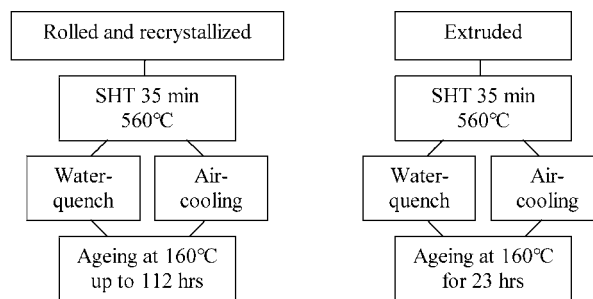 Rolled and recrystallized
SHT 35 min
560℃
Water-
quench
Air-
cooling
Ageing at 160℃
up to 112 hrs
Extruded
SHT 35 min
560℃
Water-
quench
Air-
cooling
Ageing at 160℃
for 23 hrs